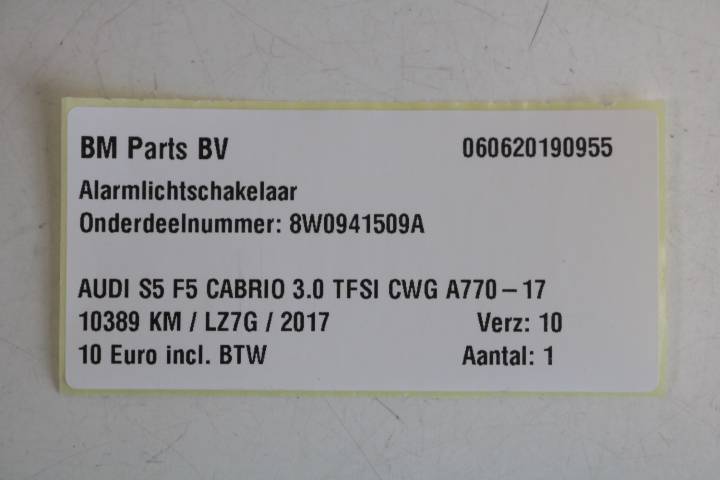 BM Parts BV 060620190955
Alarmlichtschakelaar
Onderdeelnummer: 8W0941509A
AUDI S5 F5 CABRIO 3.0 TFSI CWG A770-17
10389 KM / LZ7G / 2017 Verz: 10
10 Euro incl. BTW Aantal: 1